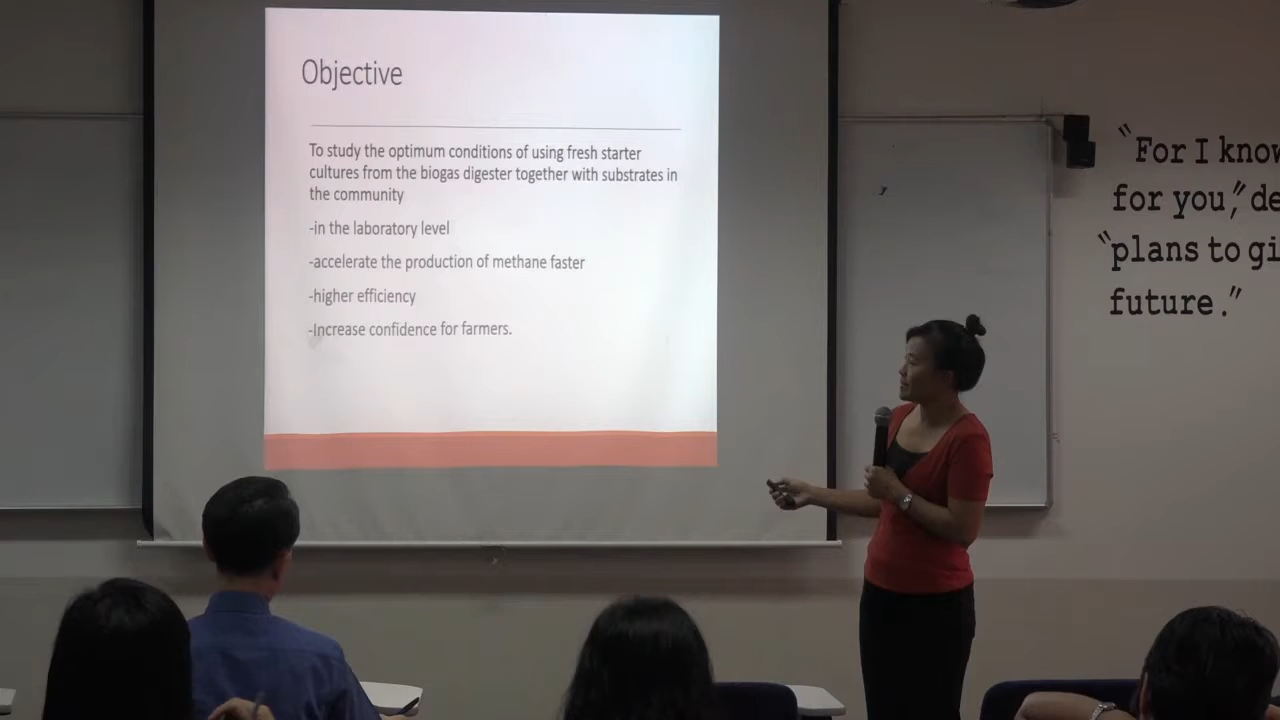 Objective
To study the optimum conditions of using fresh starter
cultures from the biogas digester together with substrates in
the community
-in the laboratory level
-accelerate the production of methane faster
-higher efficiency
-Increase confidence for farmers.
“For I know
for you,” de
“plans to gi
future.”